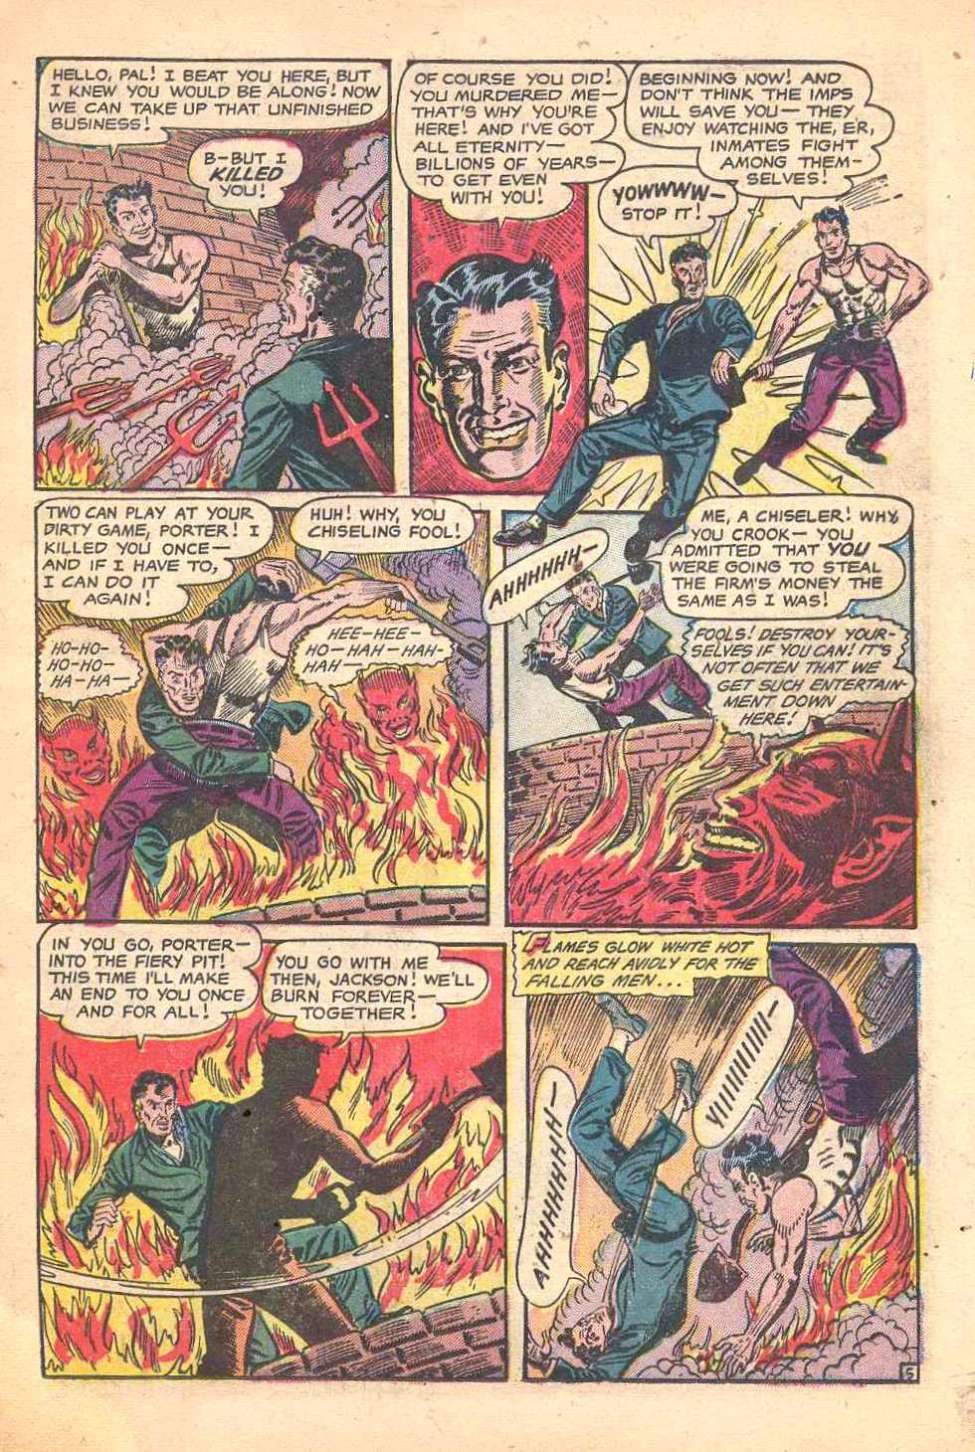 HELLO, PAL! I BEAT YOU HERE, BUT
I KNEW YOU WOULD BE ALONG! NOW
WE CAN TAKE UP THAT UNFINISHED
BUSINESS!
B-BUT I
KILLED
YOU!
OF COURSE YOU DID!
YOU MURDERED ME—
THAT'S WHY YOU'RE
HERE! AND I'VE GOT
ALL ETERNITY—
BILLIONS OF YEARS—
TO GET EVEN
WITH YOU!
BEGINNING NOW! AND
DON'T THINK THE IMPS
WILL SAVE YOU— THEY
ENJOY WATCHING THE, ER,
INMATES FIGHT
AMONG THEM-
SELVES!
YOWWWW—
STOP IT!
TWO CAN PLAY AT YOUR
DIRTY GAME, PORTER! I
KILLED YOU ONCE—
AND IF I HAVE TO,
I CAN DO IT
AGAIN!
HUH! WHY, YOU
CHISELING FOOL!
HO-HO-
HO-HO-
HA-HA-
HEE-HEE-
HO-HAH-HAH-
HAH—
AHHHHHH—
ME, A CHISELER! WHY,
YOU CROOK— YOU
ADMITTED THAT YOU
WERE GOING TO STEAL
THE FIRM'S MONEY THE
SAME AS I WAS!
FOOLS! DESTROY YOUR-
SELVES IF YOU CAN! IT'S
NOT OFTEN THAT WE
GET SUCH ENTERTAIN-
MENT DOWN
HERE!
IN YOU GO, PORTER—
INTO THE FIERY PIT!
THIS TIME I'LL MAKE
AN END TO YOU ONCE
AND FOR ALL!
YOU GO WITH ME
THEN, JACKSON! WE'LL
BURN FOREVER—
TOGETHER!
FLAMES GLOW WHITE HOT
AND REACH AVIDLY FOR THE
FALLING MEN...
AHHHHHHH—
YIIIIIIIIIII—
5